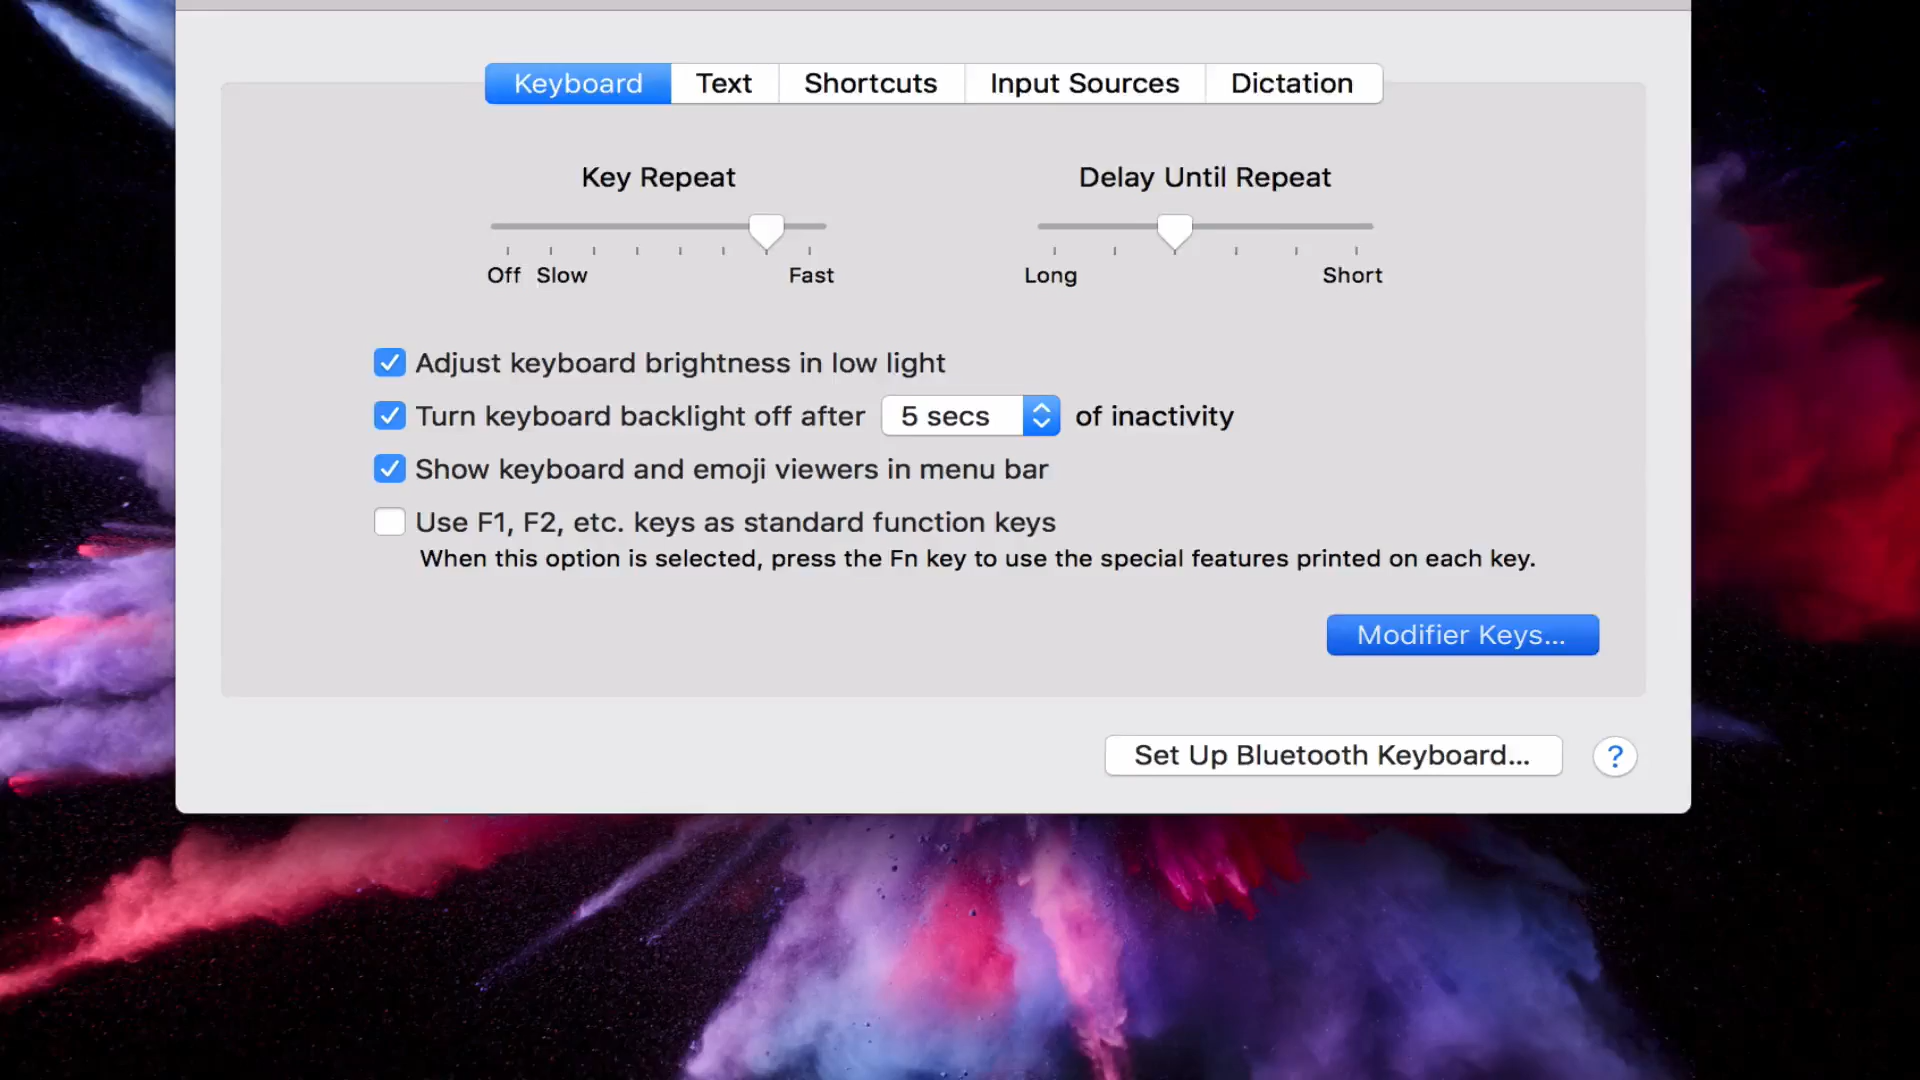 Keyboard Text Shortcuts Input Sources Dictation
Key Repeat Delay Until Repeat
Off Slow Fast Long Short
Adjust keyboard brightness in low light
Turn keyboard backlight off after 5 secs of inactivity
Show keyboard and emoji viewers in menu bar
Use F1, F2, etc. keys as standard function keys
When this option is selected, press the Fn key to use the special features printed on each key.
Modifier Keys...
Set Up Bluetooth Keyboard... ?